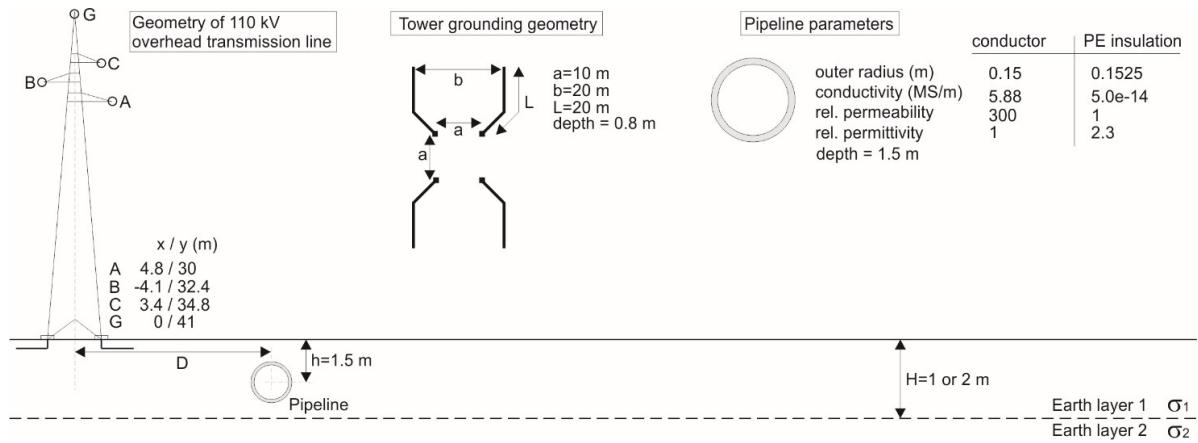 G
Geometry of 110 kV
overhead transmission line
C
B
A
x / y (m)
A 4.8 / 30
B -4.1 / 32.4
C 3.4 / 34.8
G 0 / 41
Tower grounding geometry
b
L
a
a
a=10 m
b=20 m
L=20 m
depth = 0.8 m
Pipeline parameters
conductor PE insulation
outer radius (m) 0.15 0.1525
conductivity (MS/m) 5.88 5.0e-14
rel. permeability 300 1
rel. permittivity 1 2.3
depth = 1.5 m
D
h=1.5 m
Pipeline
H=1 or 2 m
Earth layer 1 σ1
Earth layer 2 σ2